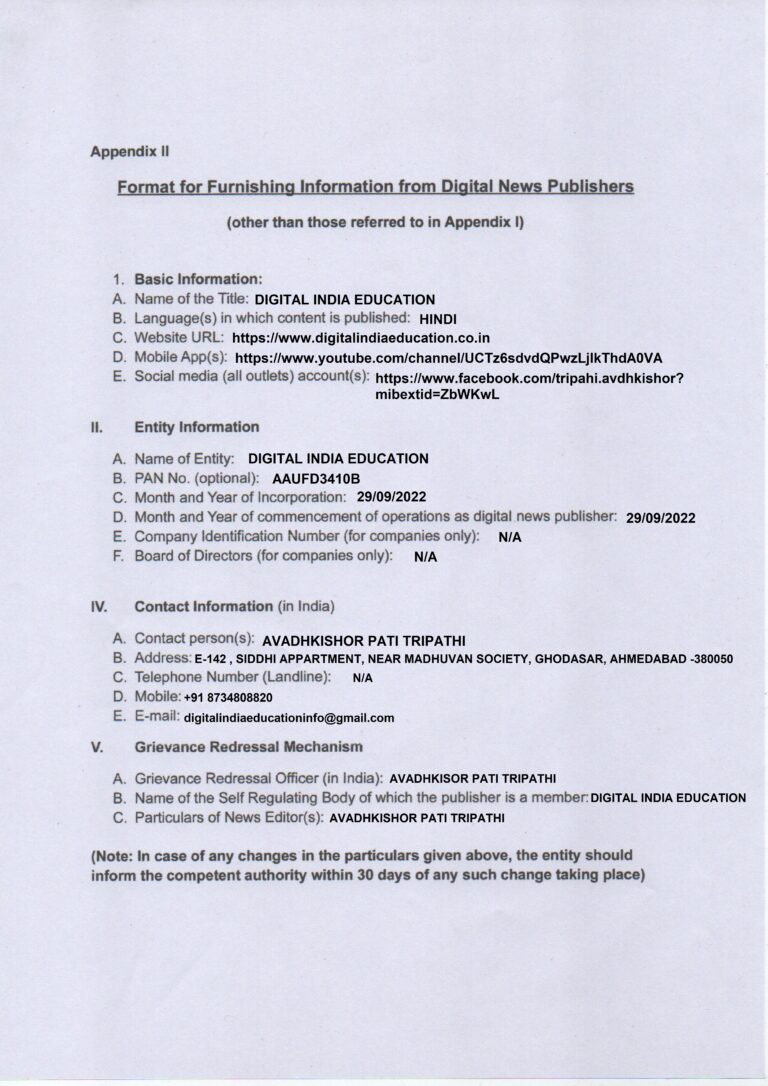 Appendix II
Format for Furnishing Information from Digital News Publishers
(other than those referred to in Appendix I)
1. Basic Information:
A. Name of the Title: DIGITAL INDIA EDUCATION
B. Language(s) in which content is published: HINDI
C. Website URL: https://www.digitalindiaeducation.co.in
D. Mobile App(s): https://www.youtube.com/channel/UCTz6sdvdQPwzLjlkThdA0VA
E. Social media (all outlets) account(s): https://www.facebook.com/tripahi.avdhkishor?
mibextid=ZbWKwL
II. Entity Information
A. Name of Entity: DIGITAL INDIA EDUCATION
B. PAN No. (optional): AAUFD3410B
C. Month and Year of Incorporation: 29/09/2022
D. Month and Year of commencement of operations as digital news publisher: 29/09/2022
E. Company Identification Number (for companies only): N/A
F. Board of Directors (for companies only): N/A
IV. Contact Information (in India)
A. Contact person(s): AVADHKISHOR PATI TRIPATHI
B. Address: E-142 , SIDDHI APPARTMENT, NEAR MADHUVAN SOCIETY, GHODASAR, AHMEDABAD -380050
C. Telephone Number (Landline): N/A
D. Mobile: +91 8734808820
E. E-mail: digitalindiaeducationinfo@gmail.com
V. Grievance Redressal Mechanism
A. Grievance Redressal Officer (in India): AVADHKISOR PATI TRIPATHI
B. Name of the Self Regulating Body of which the publisher is a member: DIGITAL INDIA EDUCATION
C. Particulars of News Editor(s): AVADHKISHOR PATI TRIPATHI
(Note: In case of any changes in the particulars given above, the entity should
inform the competent authority within 30 days of any such change taking place)